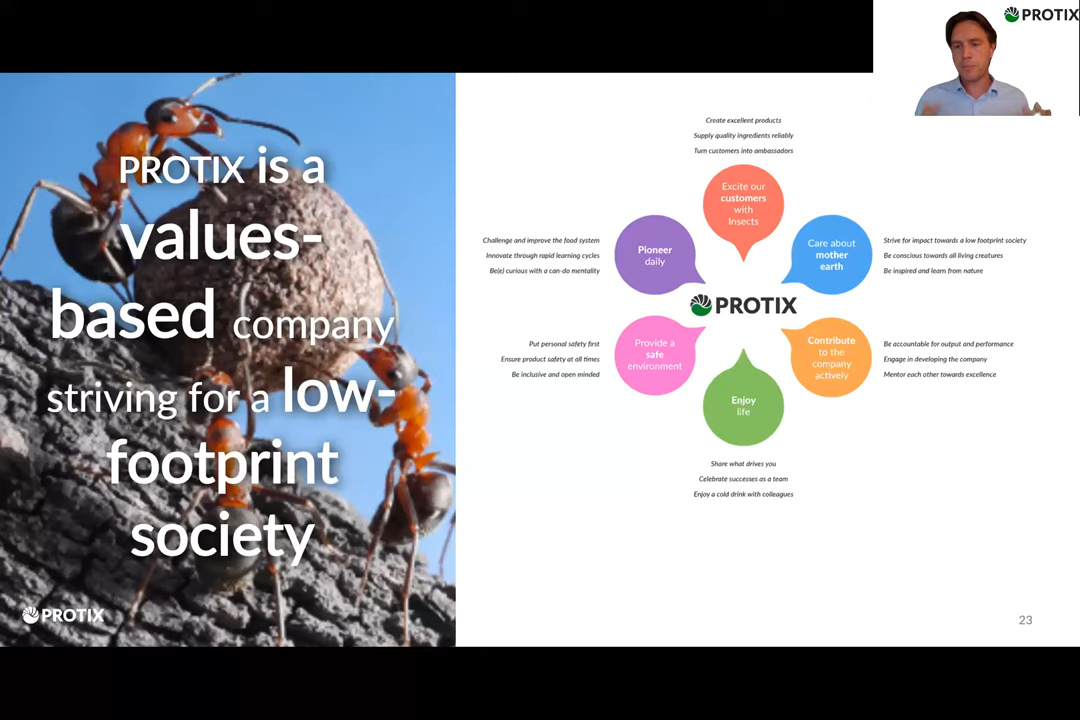 PROTIX
PROTIX is a
values-
based company
striving for a low-
footprint
society
PROTIX
Create excellent products
Supply quality ingredients reliably
Turn customers into ambassadors
Excite our
customers
with
Insects
Challenge and improve the food system
Innovate through rapid learning cycles
Be(e) curious with a can-do mentality
Pioneer
daily
Care about
mother
earth
Strive for impact towards a low footprint society
Be conscious towards all living creatures
Be inspired and learn from nature
PROTIX
Put personal safety first
Ensure product safety at all times
Be inclusive and open minded
Provide a
safe
environment
Contribute
to the
company
actively
Be accountable for output and performance
Engage in developing the company
Mentor each other towards excellence
Enjoy
life
Share what drives you
Celebrate successes as a team
Enjoy a cold drink with colleagues
23